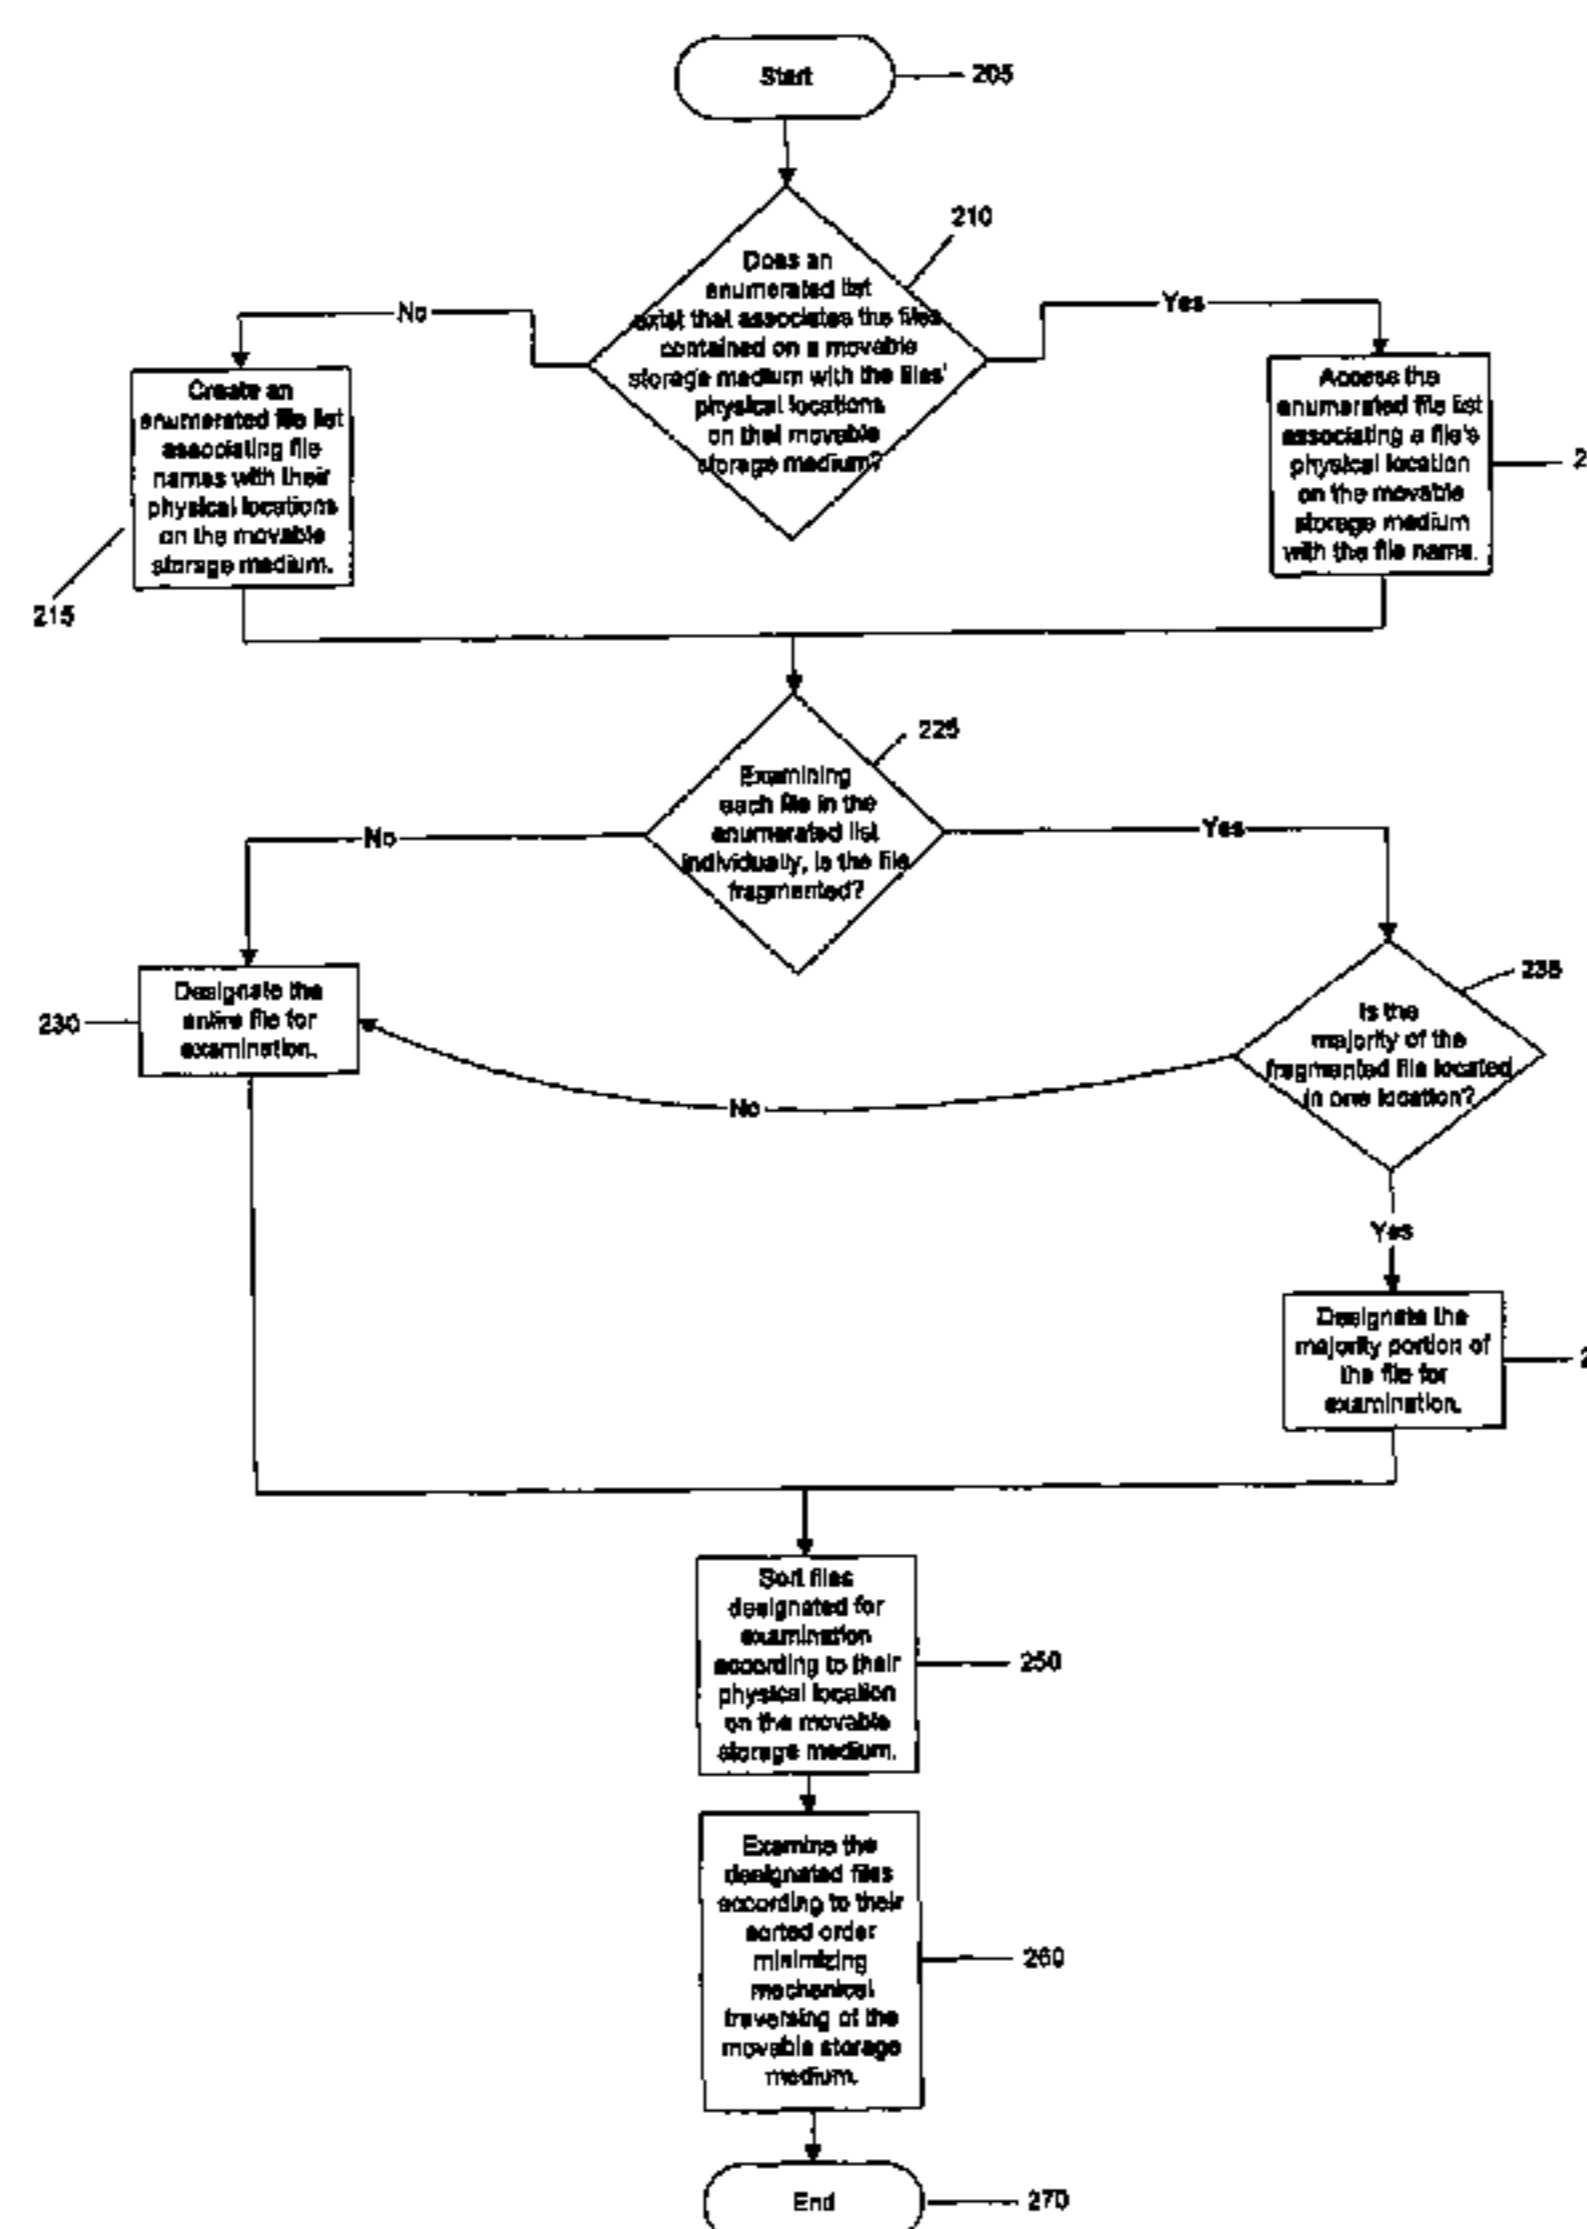 Start
205
210
Does an
enumerated list
exist that associates the files
contained on a movable
storage medium with the files'
physical locations
on that movable
storage medium?
No
Yes
Create an
enumerated file list
associating file
names with their
physical locations
on the movable
storage medium.
215
Access the
enumerated file list
associating a file's
physical location
on the movable
storage medium
with the file name.
2
225
Examining
each file in the
enumerated list
individually, is the file
fragmented?
No
Yes
Designate the
entire file for
examination.
230
235
Is the
majority of the
fragmented file located
in one location?
No
Yes
Designate the
majority portion of
the file for
examination.
2
Sort files
designated for
examination
according to their
physical location
on the movable
storage medium.
250
Examine the
designated files
according to their
sorted order
minimizing
mechanical
traversing of the
movable storage
medium.
260
End
270